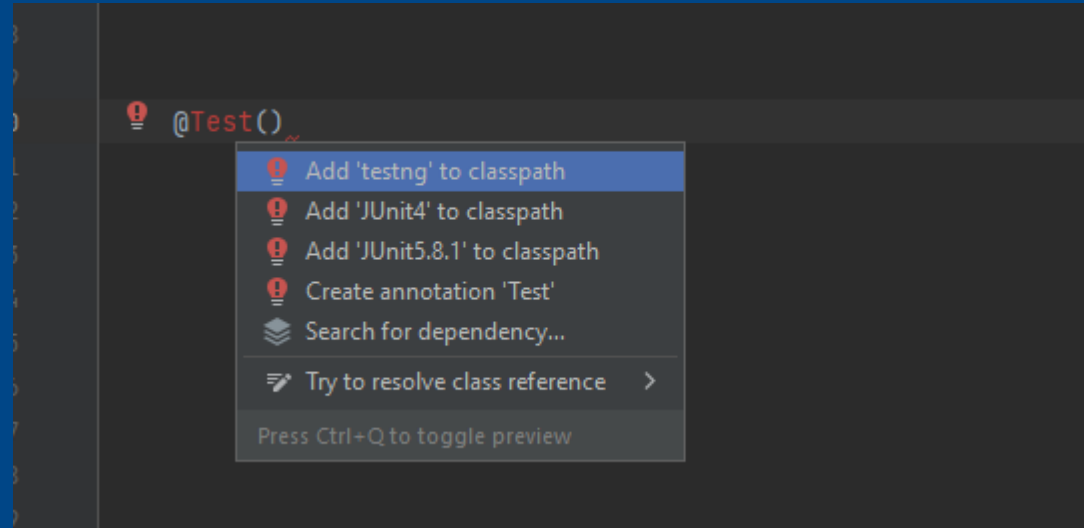 @Test()
Add 'testng' to classpath
Add 'JUnit4' to classpath
Add 'JUnit5.8.1' to classpath
Create annotation 'Test'
Search for dependency...
Try to resolve class reference
Press Ctrl+Q to toggle preview